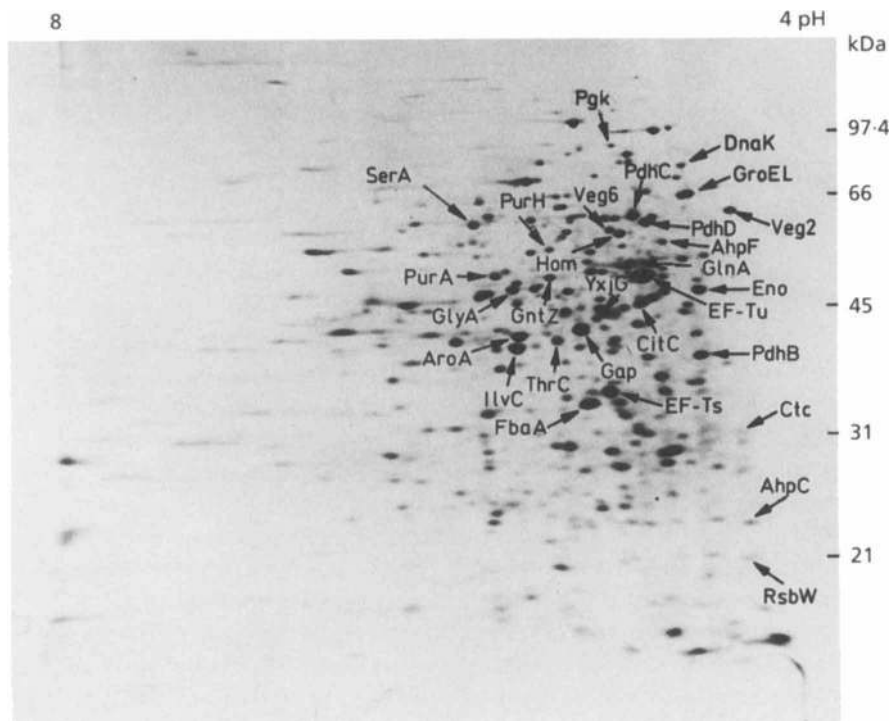 8
4 pH
kDa
Pgk
97·4
DnaK
SerA
PdhC
GroEL
66
PurH
Veg6
PdhD
Veg2
AhpF
Hom
GlnA
PurA
YxjG
Eno
GlyA
GntZ
EF-Tu
45
AroA
CitC
PdhB
ThrC
Gap
IlvC
EF-Ts
Ctc
FbaA
31
AhpC
21
RsbW